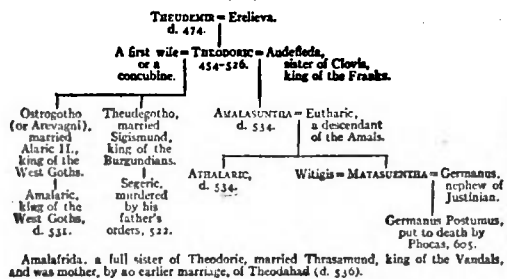 THEUDEMIR = Erelieva.
d. 474.
A first wife = THEODORIC = Audefleda,
or a 454-526. sister of Clovis,
concubine. king of the Franks.
Ostrogotho Theudegotho, AMALASUNTHA = Eutharic,
(or Arevagni), married d. 534. a descendant
married Sigismund, of the Amals.
Alaric II., king of the
king of the Burgundians. ATHALARIC, Witigis = MATASUENTHA = Germanus,
West Goths. d. 534. nephew of
Segeric, Justinian.
Amalaric, murdered
king of the by his Germanus Postumus,
West Goths, father's put to death by
d. 531. orders, 522. Phocas, 605.
Amalafrida, a full sister of Theodoric, married Thrasamund, king of the Vandals,
and was mother, by an earlier marriage, of Theodahad (d. 536).